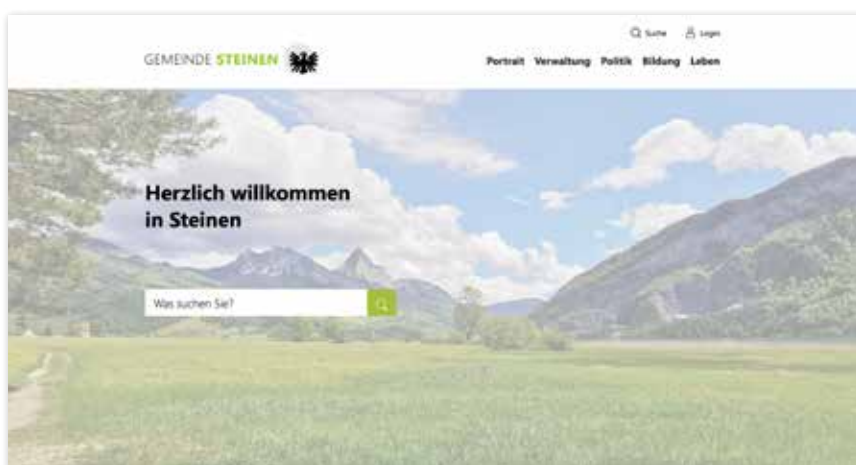 Suche Login
GEMEINDE STEINEN
Portrait Verwaltung Politik Bildung Leben
Herzlich willkommen
in Steinen
Was suchen Sie?